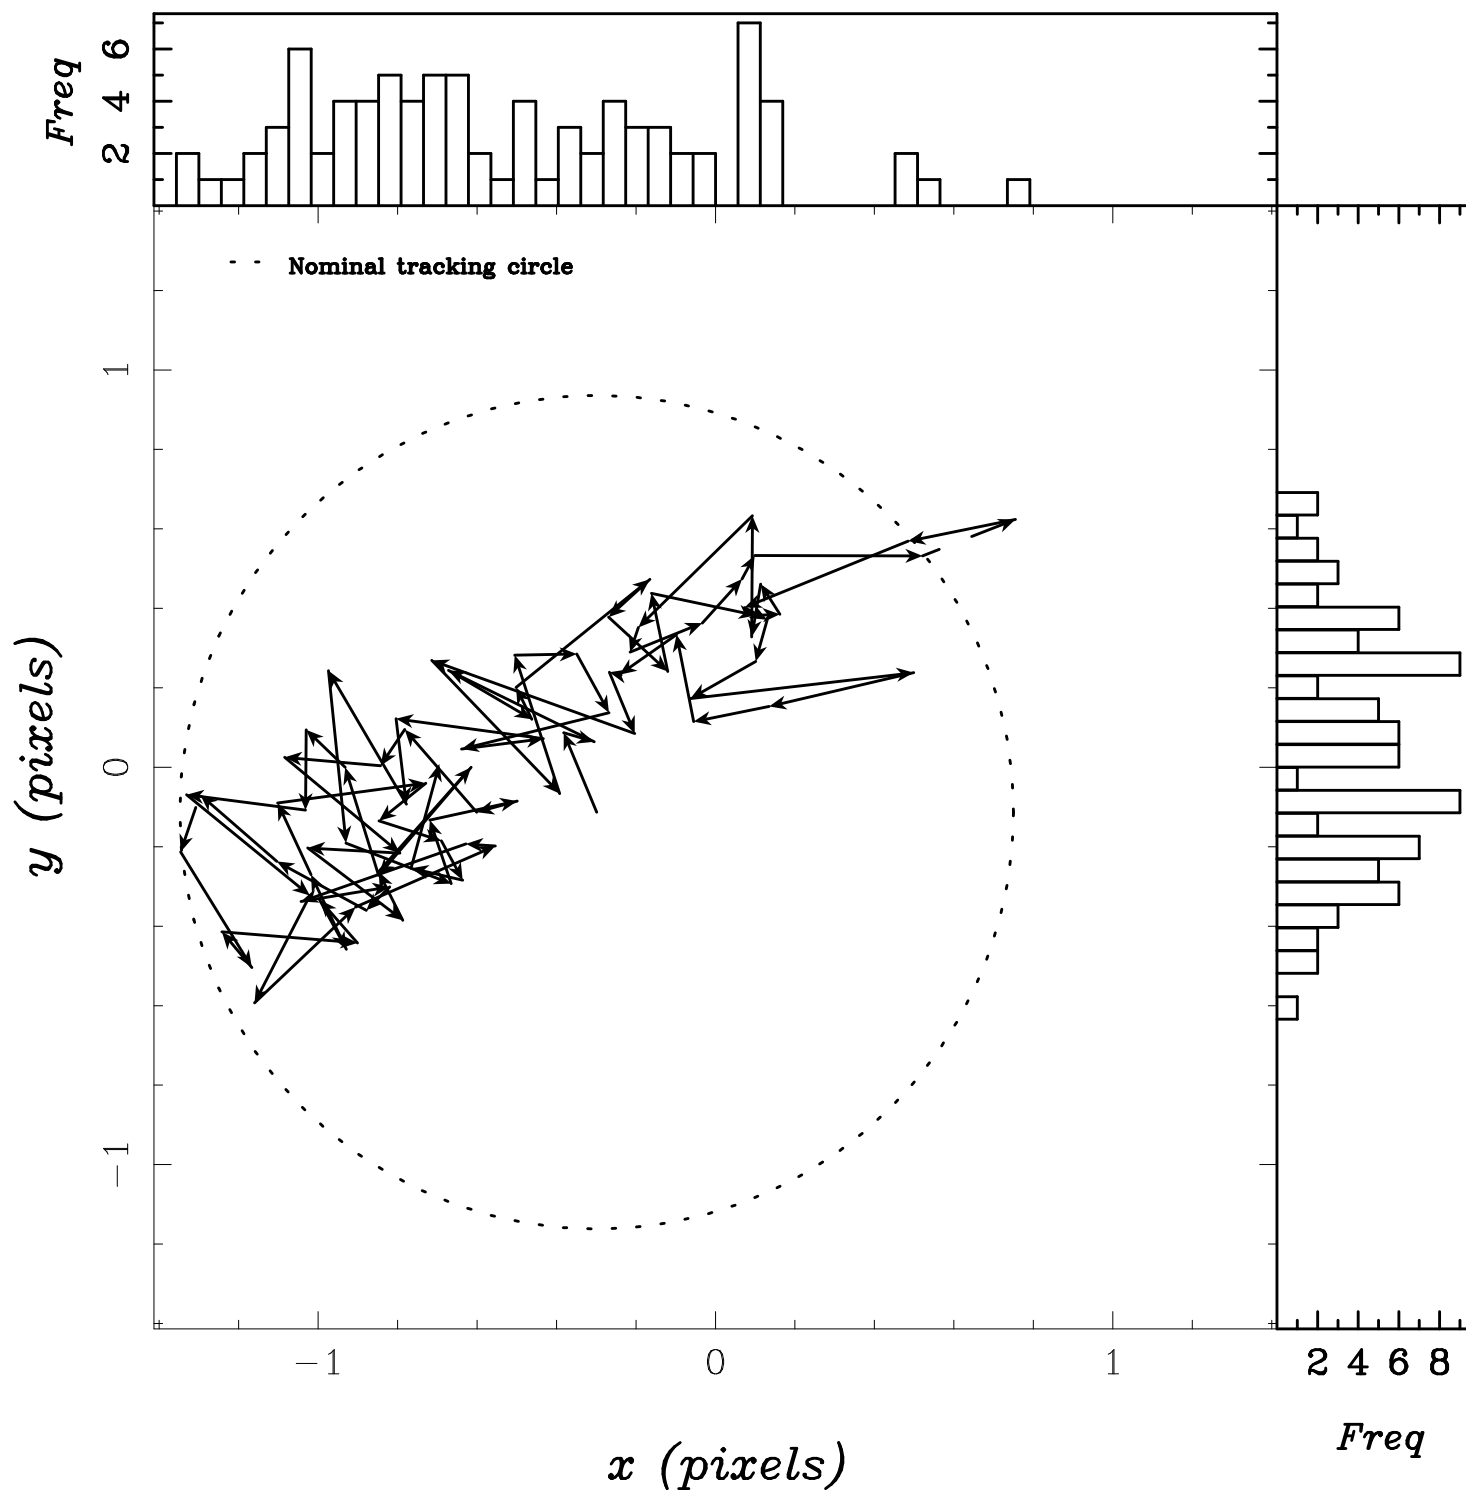 Freq
6
4
2
Nominal tracking circle
1
0
−1
y (pixels)
−1
0
1
2 4 6 8
x (pixels)
Freq